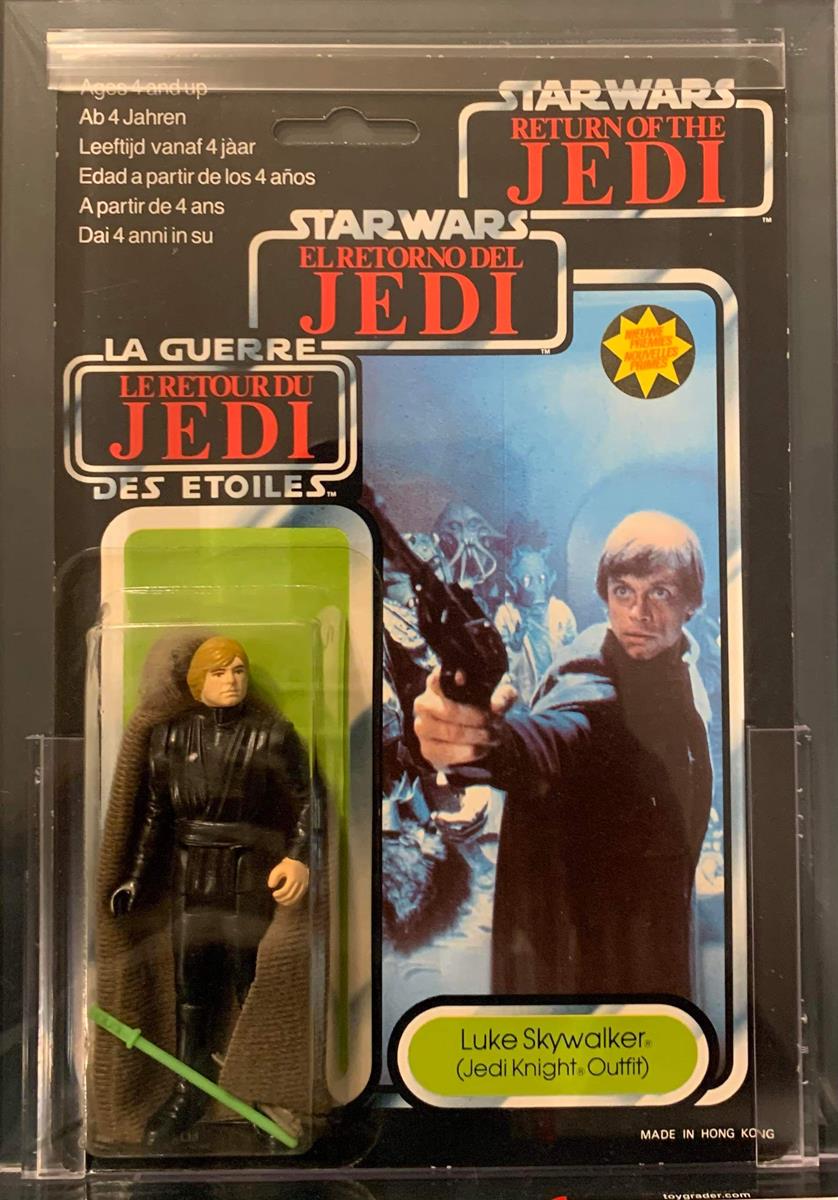 Ages 4 and up
Ab 4 Jahren
Leeftijd vanaf 4 jàar
Edad a partir de los 4 años
A partir de 4 ans
Dai 4 anni in su
STAR WARS
RETURN OF THE
JEDI
TM
STAR WARS
EL RETORNO DEL
JEDI
TM
LA GUERRE
LE RETOUR DU
JEDI
DES ETOILES TM
NIEUWE
PREMIES
NOUVELLES
PRIMES
Luke Skywalker®
(Jedi Knight® Outfit)
MADE IN HONG KONG
toygrader.com